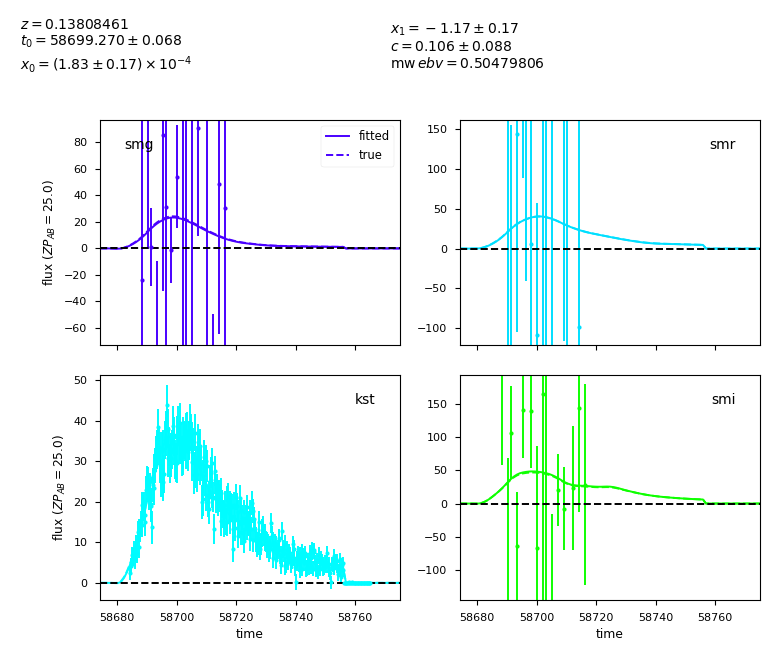 z = 0.13808461
t₀ = 58699.270 ± 0.068
x₀ = (1.83 ± 0.17) × 10⁻⁴
x₁ = −1.17 ± 0.17
c = 0.106 ± 0.088
mw ebv = 0.50479806
smg
fitted
true
80
60
40
20
0
−20
−40
−60
flux (ZP_AB = 25.0)
smr
150
100
50
0
−50
−100
kst
50
40
30
20
10
0
flux (ZP_AB = 25.0)
58680 58700 58720 58740 58760
time
smi
150
100
50
0
−50
−100
58680 58700 58720 58740 58760
time